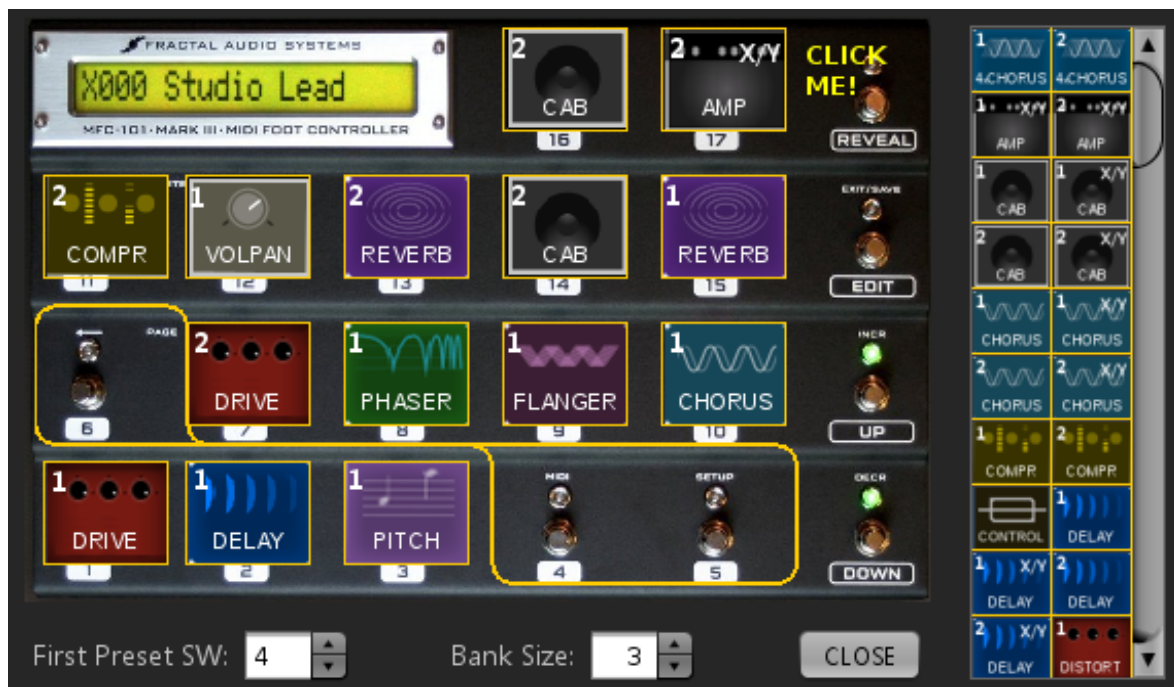 FRACTAL AUDIO SYSTEMS
X000 Studio Lead
MFC-101·MARK III·MIDI FOOT CONTROLLER
2
CAB
16
2 X/Y
AMP
17
CLICK
ME!
REVEAL
2
COMPR
11
1
VOLPAN
12
2
REVERB
13
2
CAB
14
1
REVERB
15
EXIT/SAVE
EDIT
PAGE
6
2
DRIVE
7
1
PHASER
8
1
FLANGER
9
1
CHORUS
10
INCR
UP
1
DRIVE
1
1
DELAY
2
1
PITCH
3
MIDI
4
SETUP
5
DECR
DOWN
First Preset SW: 4
Bank Size: 3
CLOSE
1 2
4.CHORUS 4.CHORUS
1 X/Y 2 X/Y
AMP AMP
1 1 X/Y
CAB CAB
2 2 X/Y
CAB CAB
1 1 X/Y
CHORUS CHORUS
2 2 X/Y
CHORUS CHORUS
1 2
COMPR COMPR
1
CONTROL DELAY
1 X/Y 2
DELAY DELAY
2 X/Y 1
DELAY DISTORT